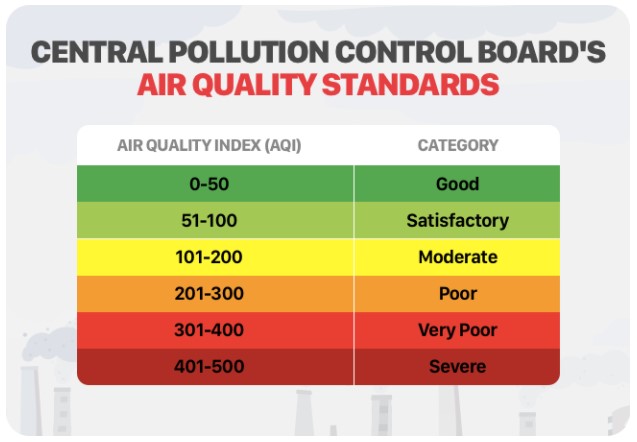 CENTRAL POLLUTION CONTROL BOARD'S
AIR QUALITY STANDARDS
AIR QUALITY INDEX (AQI) CATEGORY
0-50 Good
51-100 Satisfactory
101-200 Moderate
201-300 Poor
301-400 Very Poor
401-500 Severe